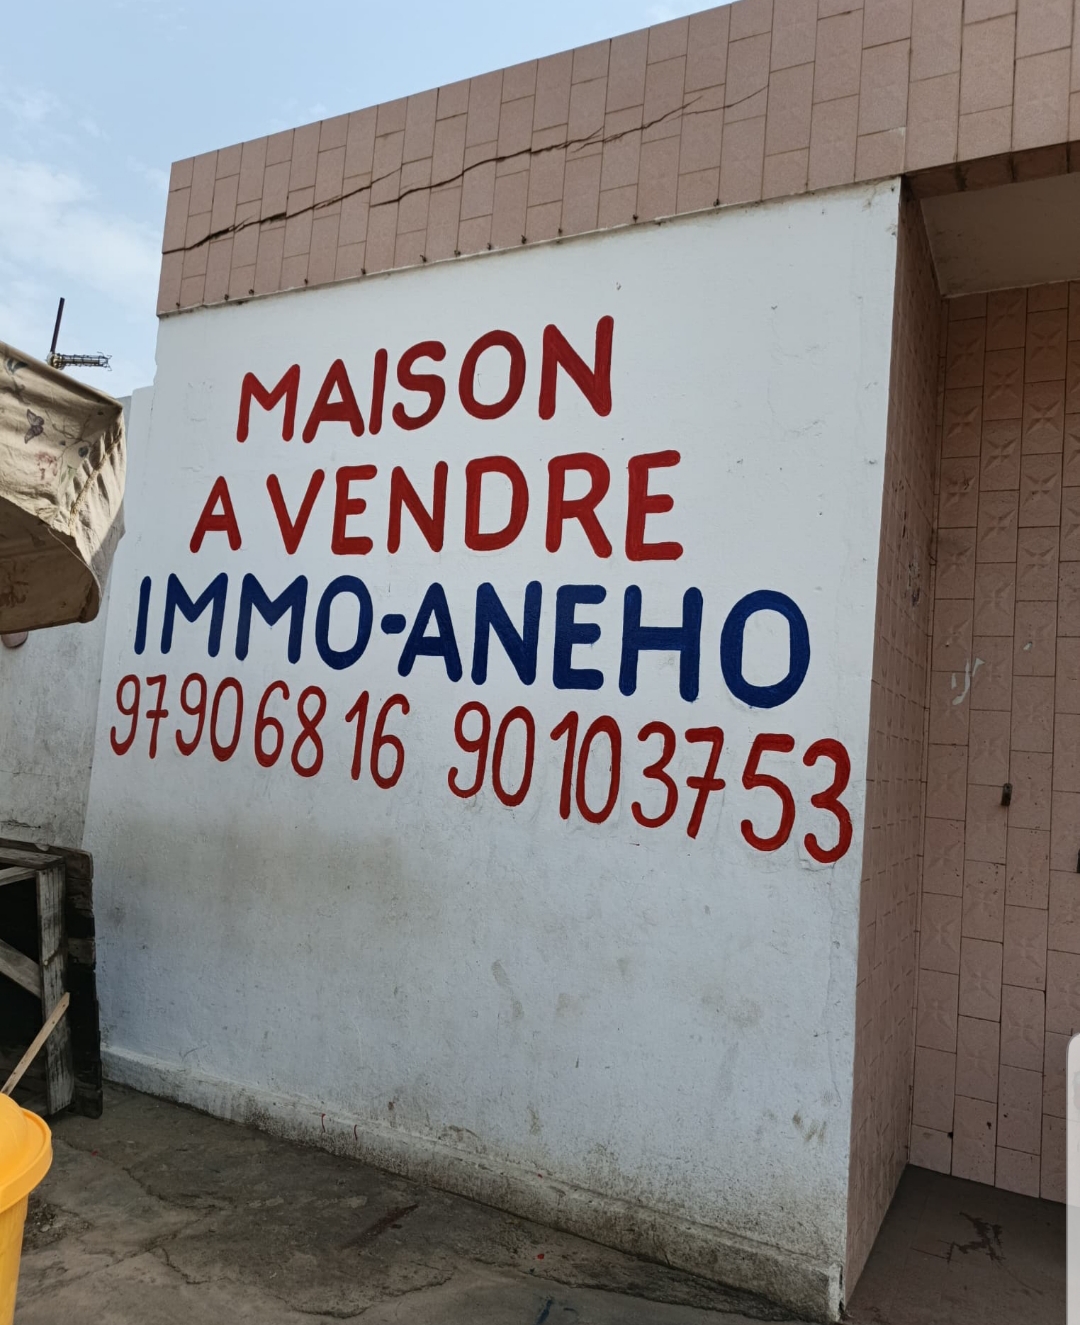 MAISON
A VENDRE
IMMO-ANEHO
97906816 90103753